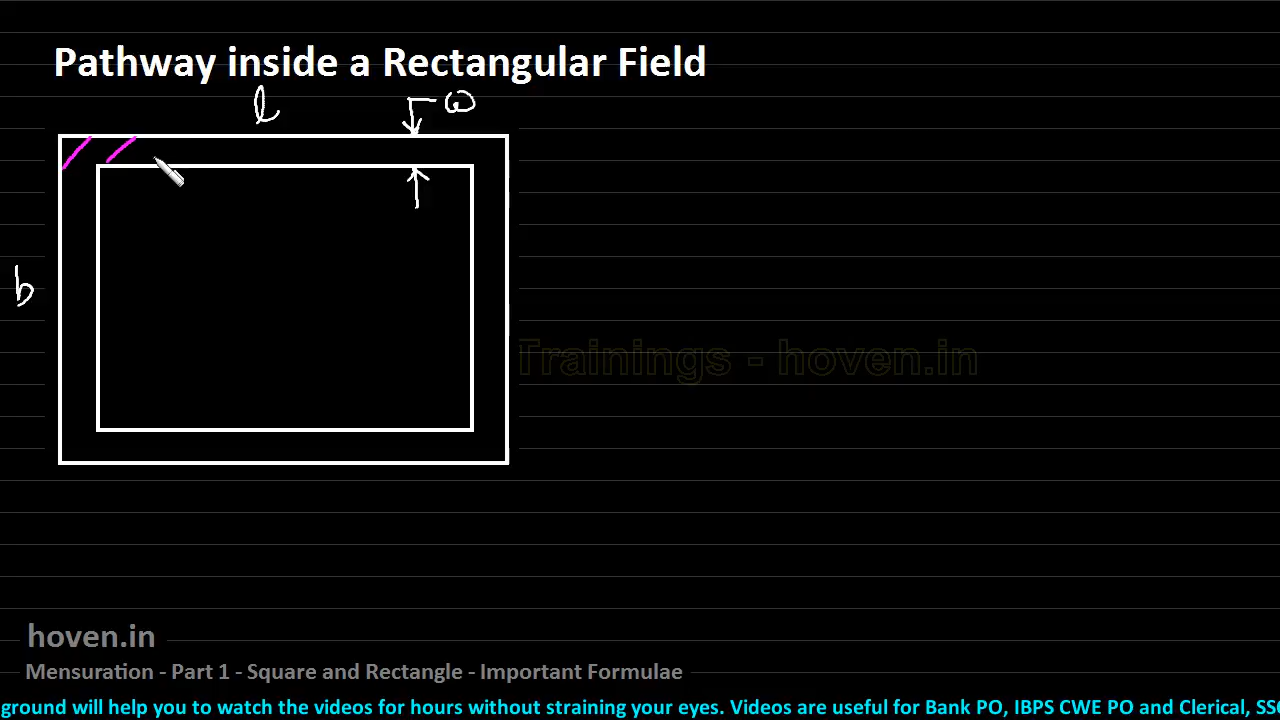 Pathway inside a Rectangular Field
l
ω
b
Trainings - hoven.in
hoven.in
Mensuration - Part 1 - Square and Rectangle - Important Formulae
ground will help you to watch the videos for hours without straining your eyes. Videos are useful for Bank PO, IBPS CWE PO and Clerical, SSC